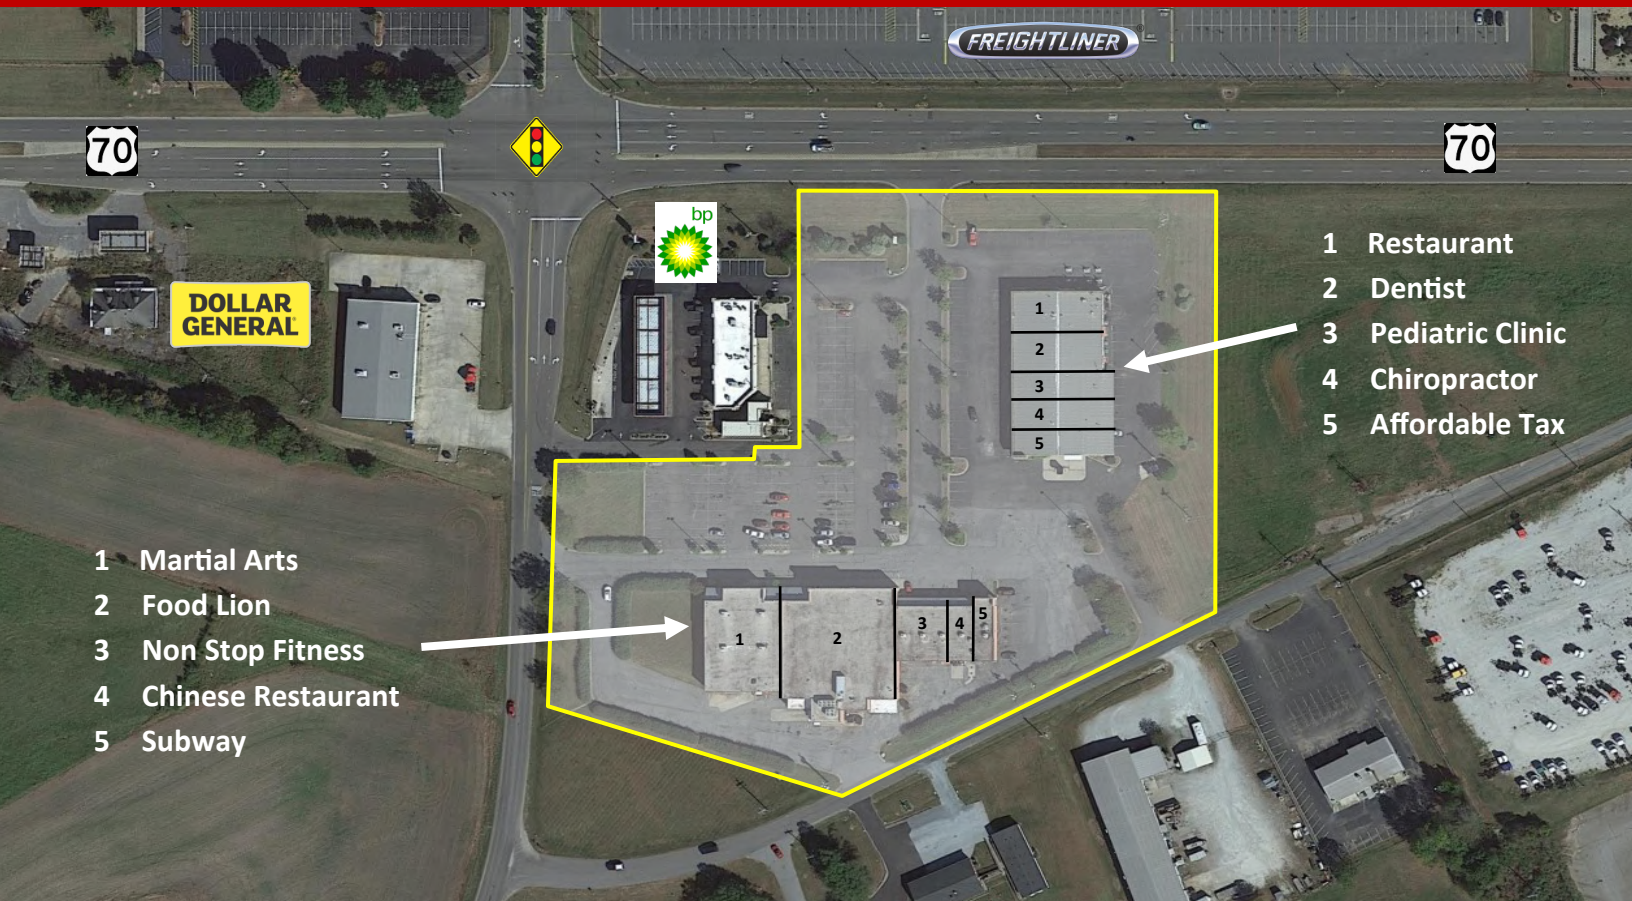 FREIGHTLINER
70
70
bp
DOLLAR
GENERAL
1 Restaurant
2 Dentist
3 Pediatric Clinic
4 Chiropractor
5 Affordable Tax
1
2
3
4
5
1 Martial Arts
2 Food Lion
3 Non Stop Fitness
4 Chinese Restaurant
5 Subway
1
2
3
4
5